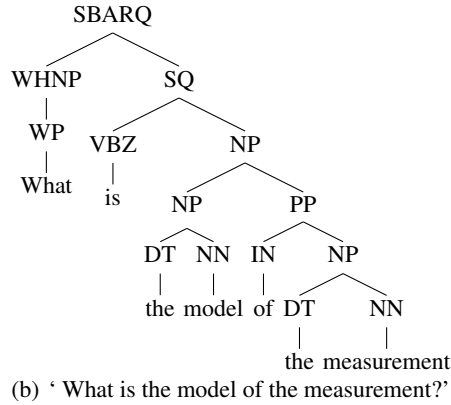 SBARQ
WHNP SQ
WP VBZ NP
What is NP PP
DT NN IN NP
the model of DT NN
the measurement
(b) ‘ What is the model of the measurement?’